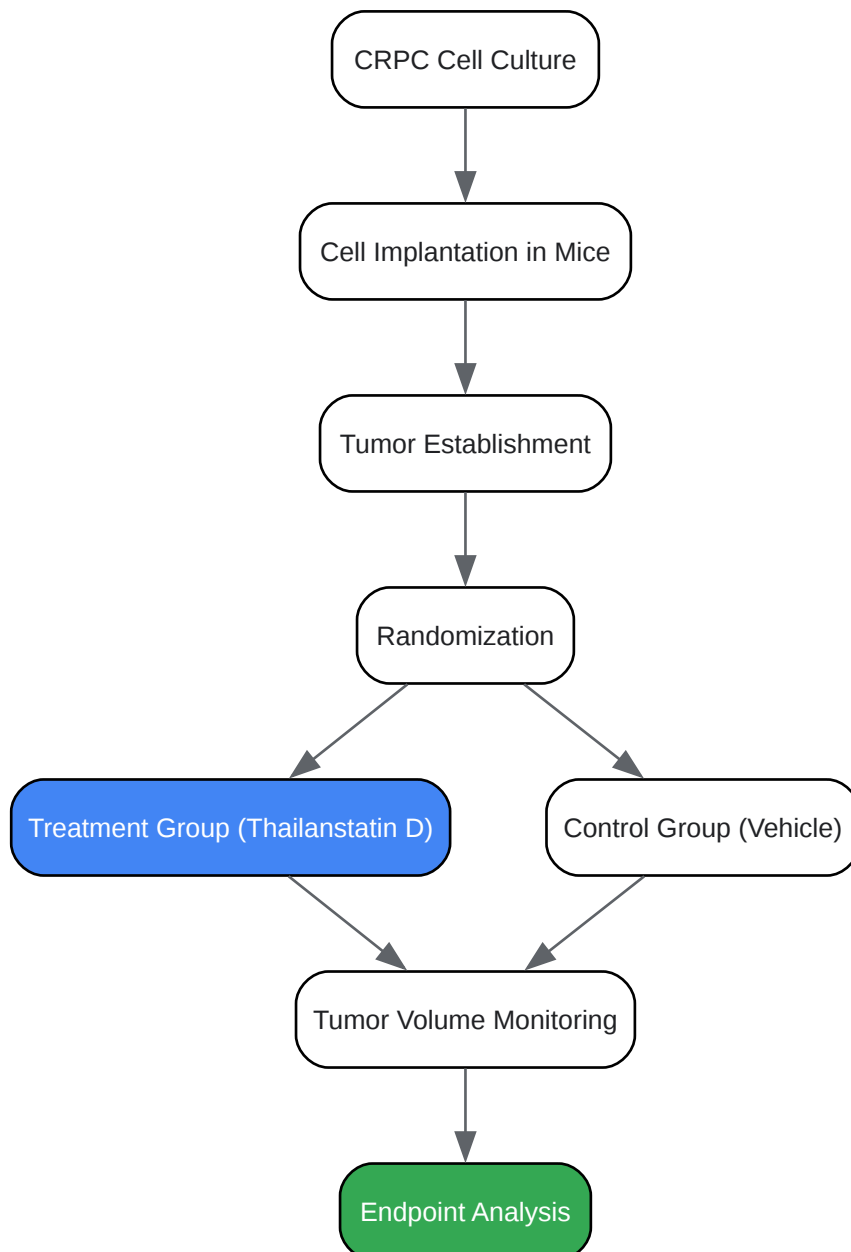 CRPC Cell Culture
Cell Implantation in Mice
Tumor Establishment
Randomization
Treatment Group (Thailanstatin D)
Control Group (Vehicle)
Tumor Volume Monitoring
Endpoint Analysis